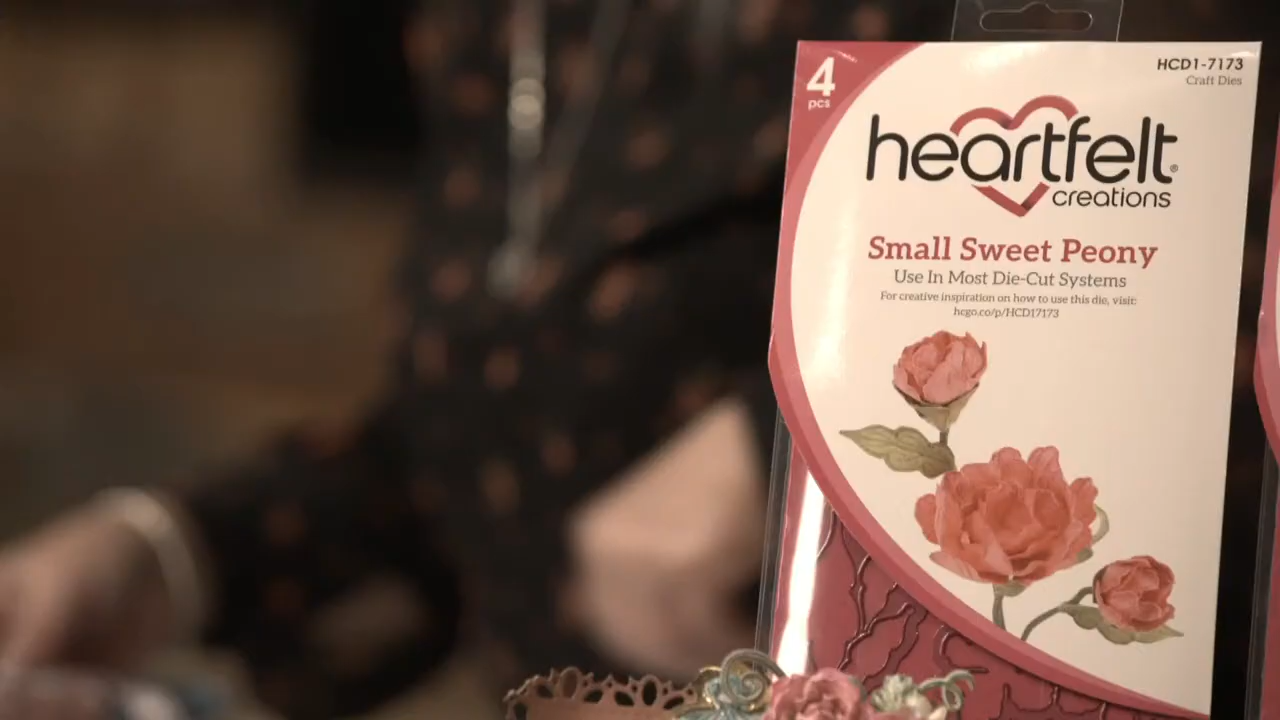 4
pcs
HCD1-7173
Craft Dies
heartfelt®
creations
Small Sweet Peony
Use In Most Die-Cut Systems
For creative inspiration on how to use this die, visit:
hcgo.co/p/HCD17173